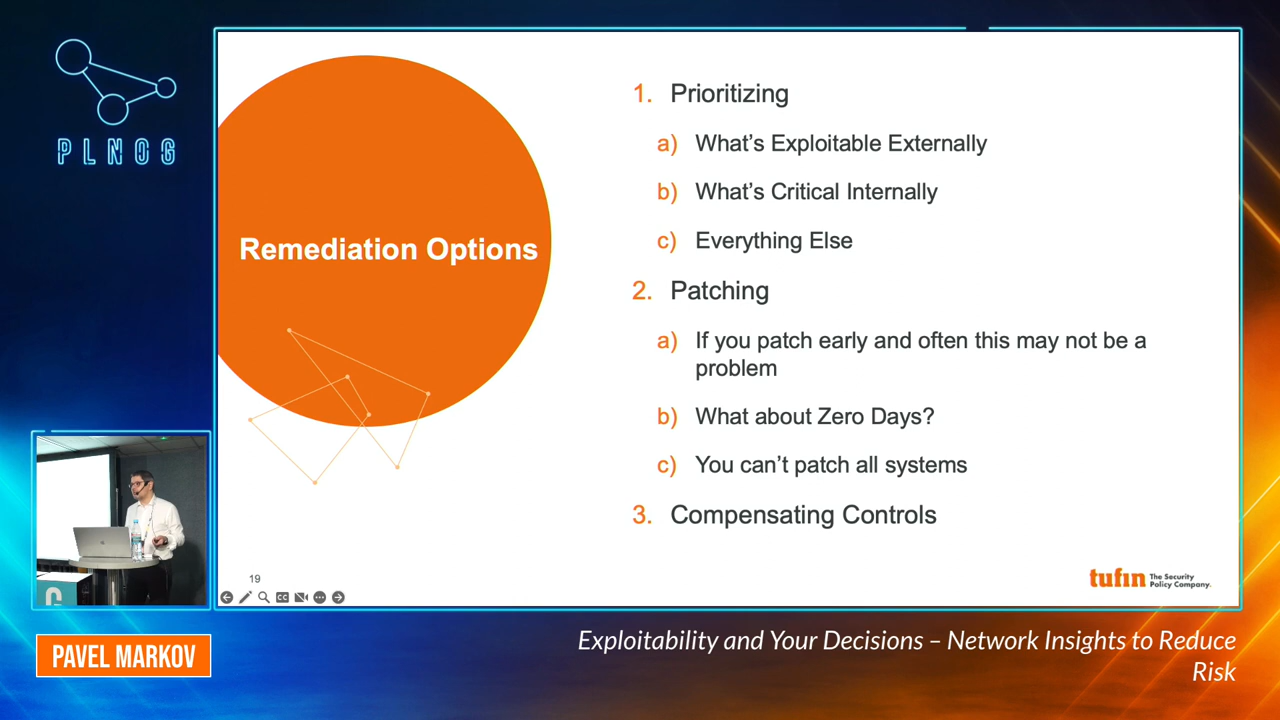 PLNOG
Remediation Options
1. Prioritizing
a) What's Exploitable Externally
b) What's Critical Internally
c) Everything Else
2. Patching
a) If you patch early and often this may not be a
problem
b) What about Zero Days?
c) You can't patch all systems
3. Compensating Controls
19
CC
tufin The Security
Policy Company.
G
PAVEL MARKOV
Exploitability and Your Decisions – Network Insights to Reduce
Risk